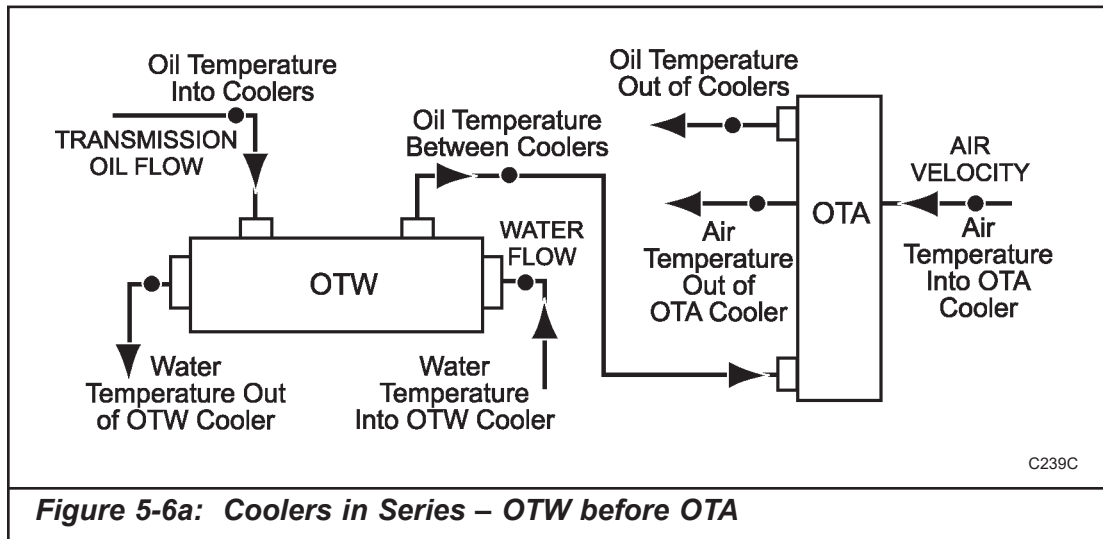 Oil Temperature
Into Coolers
TRANSMISSION
OIL FLOW
Oil Temperature
Between Coolers
Oil Temperature
Out of Coolers
AIR
VELOCITY
OTA
Air
Temperature
Out of
OTA Cooler
Air
Temperature
Into OTA
Cooler
WATER
FLOW
OTW
Water
Temperature Out
of OTW Cooler
Water
Temperature
Into OTW Cooler
C239C
Figure 5-6a: Coolers in Series – OTW before OTA